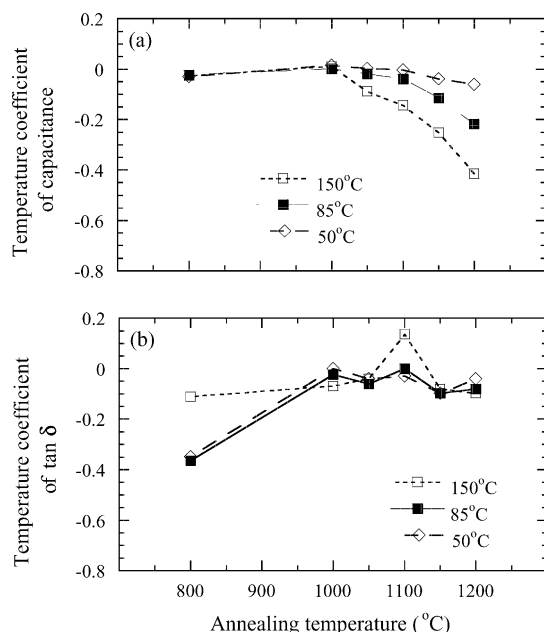 0.2
(a)
0
-0.2
-0.4
-0.6
-0.8
Temperature coefficient
of capacitance
150°C
85°C
50°C
0.2
(b)
0
-0.2
-0.4
-0.6
-0.8
Temperature coefficient
of tan δ
150°C
85°C
50°C
800 900 1000 1100 1200
Annealing temperature (°C)